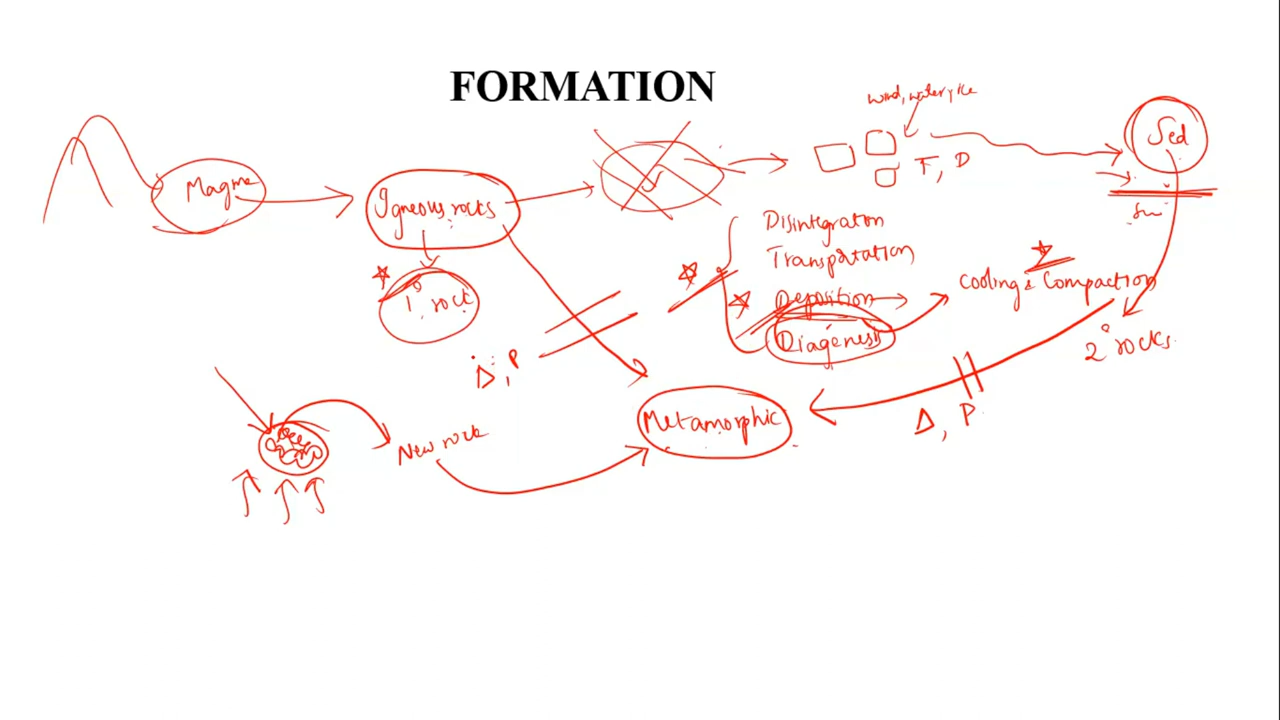 FORMATION
wind, water, ice
Sed
Magma
Igneous rocks
F, D
Disintegration
Transportation
1° rock
Deposition
Cooling & Compaction
Diagenesis
2° rocks
Δ, P
Metamorphic
Δ, P
New rock